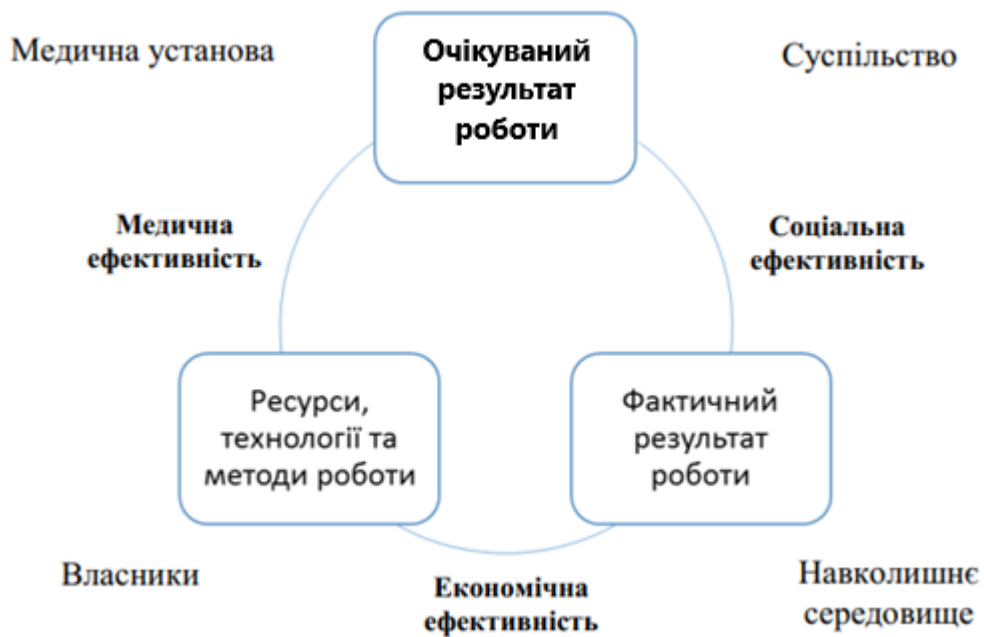 Медична установа
Очікуваний
результат
роботи
Суспільство
Медична
ефективність
Соціальна
ефективність
Ресурси,
технології та
методи роботи
Фактичний
результат
роботи
Власники
Економічна
ефективність
Навколишнє
середовище